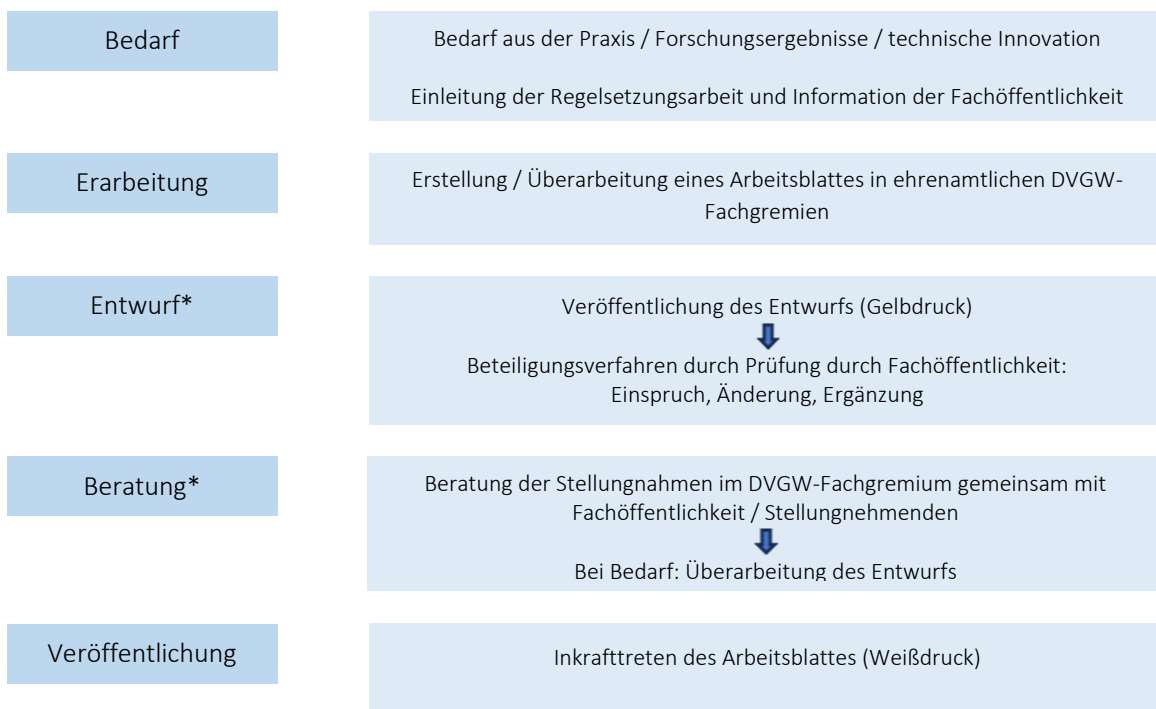 Bedarf
Bedarf aus der Praxis / Forschungsergebnisse / technische Innovation
Einleitung der Regelsetzungsarbeit und Information der Fachöffentlichkeit
Erarbeitung
Erstellung / Überarbeitung eines Arbeitsblattes in ehrenamtlichen DVGW-
Fachgremien
Entwurf*
Veröffentlichung des Entwurfs (Gelbdruck)
Beteiligungsverfahren durch Prüfung durch Fachöffentlichkeit:
Einspruch, Änderung, Ergänzung
Beratung*
Beratung der Stellungnahmen im DVGW-Fachgremium gemeinsam mit
Fachöffentlichkeit / Stellungnehmenden
Bei Bedarf: Überarbeitung des Entwurfs
Veröffentlichung
Inkrafttreten des Arbeitsblattes (Weißdruck)